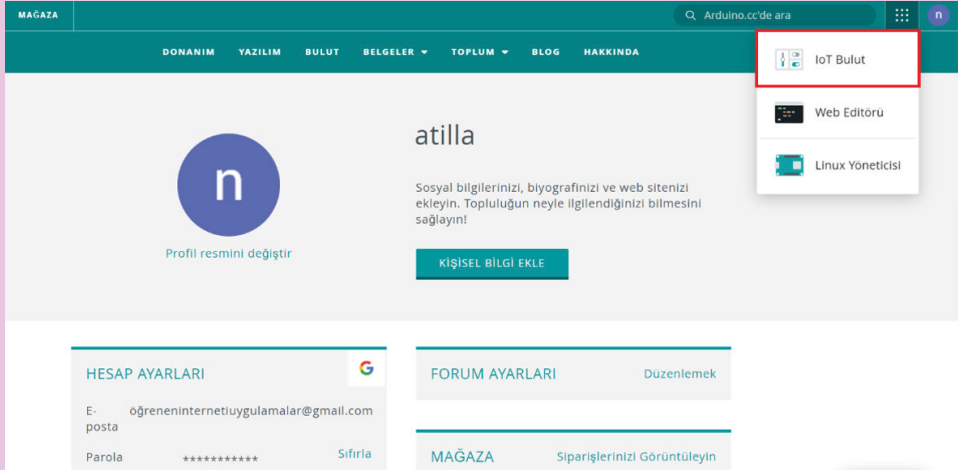 MAĞAZA
Arduino.cc'de ara
n
DONANIM YAZILIM BULUT BELGELER TOPLUM BLOG HAKKINDA
IoT Bulut
Web Editörü
Linux Yöneticisi
n
Profil resmini değiştir
atilla
Sosyal bilgilerinizi, biyografinizi ve web sitenizi
ekleyin. Topluluğun neyle ilgilendiğinizi bilmesini
sağlayın!
KİŞİSEL BİLGİ EKLE
HESAP AYARLARI
G
E-
posta
öğreneninternetiuygulamalar@gmail.com
Parola *********** Sıfırla
FORUM AYARLARI Düzenlemek
MAĞAZA Siparişlerinizi Görüntüleyin